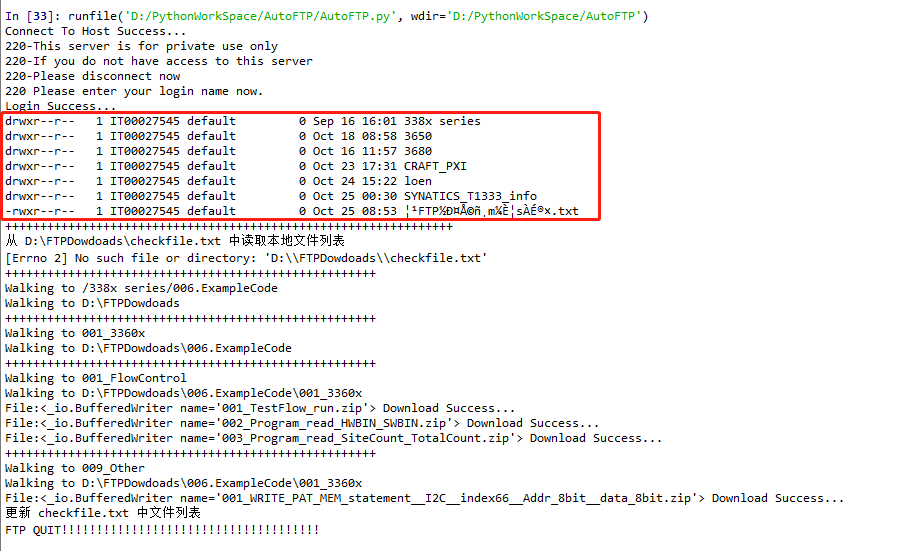 In [33]: runfile('D:/PythonWorkSpace/AutoFTP/AutoFTP.py', wdir='D:/PythonWorkSpace/AutoFTP')
Connect To Host Success...
220-This server is for private use only
220-If you do not have access to this server
220-Please disconnect now
220 Please enter your login name now.
Login Success...
drwxr--r-- 1 IT00027545 default 0 Sep 16 16:01 338x series
drwxr--r-- 1 IT00027545 default 0 Oct 18 08:58 3650
drwxr--r-- 1 IT00027545 default 0 Oct 16 11:57 3680
drwxr--r-- 1 IT00027545 default 0 Oct 23 17:31 CRAFT_PXI
drwxr--r-- 1 IT00027545 default 0 Oct 24 15:22 loen
drwxr--r-- 1 IT00027545 default 0 Oct 25 00:30 SYNATICS_T1333_info
-rwxr--r-- 1 IT00027545 default 0 Oct 25 08:53
++++++++++++++++++++++++++++++++++++++++++++++++++++++++++++++++
从 D:\FTPDowdoads\checkfile.txt 中读取本地文件列表
[Errno 2] No such file or directory: 'D:\\FTPDowdoads\\checkfile.txt'
+++++++++++++++++++++++++++++++++++++++++++++++++++++
Walking to /338x series/006.ExampleCode
Walking to D:\FTPDowdoads
+++++++++++++++++++++++++++++++++++++++++++++++++++++
Walking to 001_3360x
Walking to D:\FTPDowdoads\006.ExampleCode
+++++++++++++++++++++++++++++++++++++++++++++++++++++
Walking to 001_FlowControl
Walking to D:\FTPDowdoads\006.ExampleCode\001_3360x
File:<_io.BufferedWriter name='001_TestFlow_run.zip'> Download Success...
File:<_io.BufferedWriter name='002_Program_read_HWBIN_SWBIN.zip'> Download Success...
File:<_io.BufferedWriter name='003_Program_read_SiteCount_TotalCount.zip'> Download Success...
+++++++++++++++++++++++++++++++++++++++++++++++++++++
Walking to 009_Other
Walking to D:\FTPDowdoads\006.ExampleCode\001_3360x
File:<_io.BufferedWriter name='001_WRITE_PAT_MEM_statement__I2C__index66__Addr_8bit__data_8bit.zip'> Download Success...
更新 checkfile.txt 中文件列表
FTP QUIT!!!!!!!!!!!!!!!!!!!!!!!!!!!!!!!!!!!!!